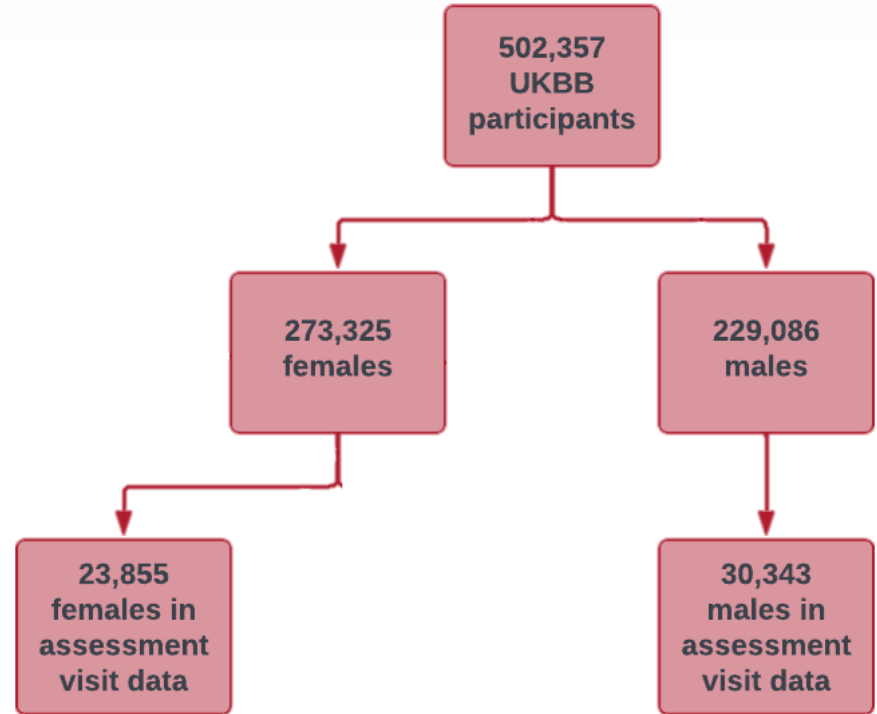 502,357
UKBB
participants
273,325
females
229,086
males
23,855
females in
assessment
visit data
30,343
males in
assessment
visit data